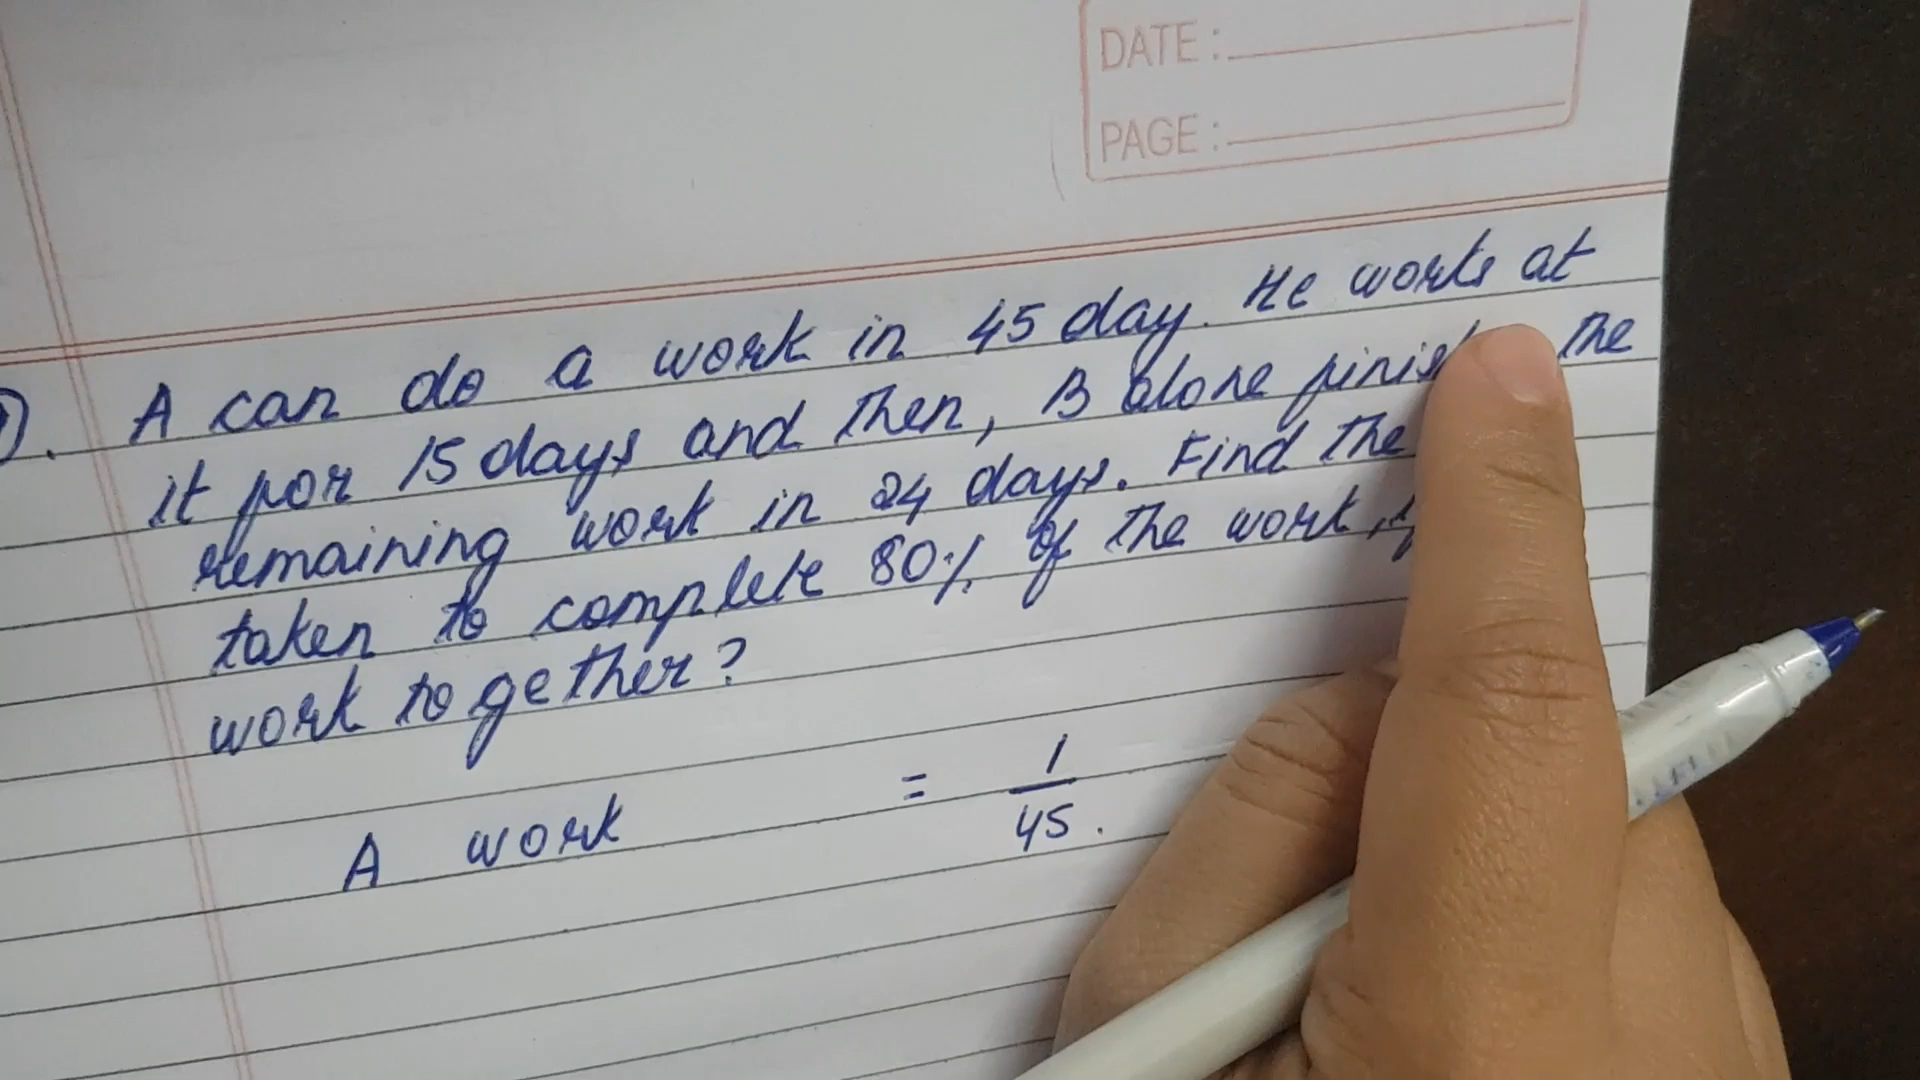 DATE :
PAGE :
A can do a work in 45 day. He works at
it for 15 days and then, B alone finish the
remaining work in 24 days. Find the
taken to complete 80% of the work,
work together?
A work = 1/45.